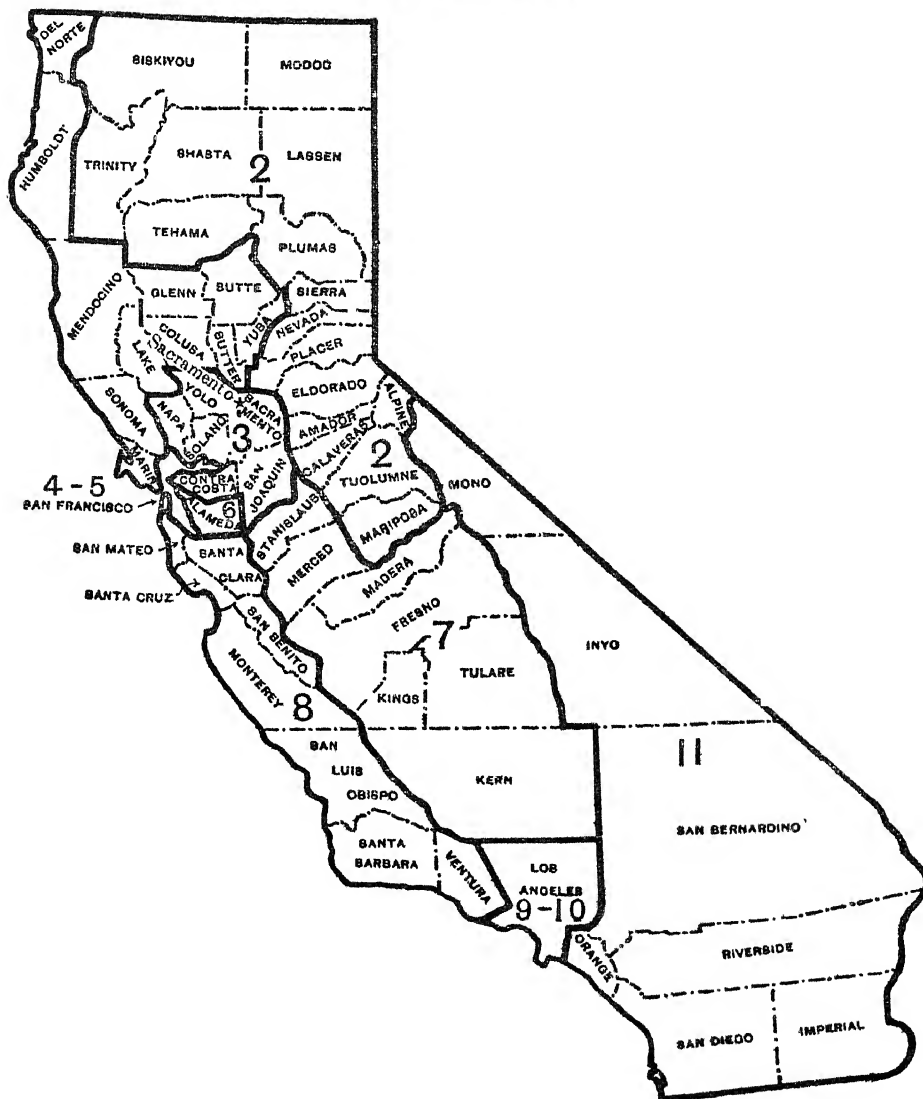 DEL
NORTE
SISKIYOU
MODOC
HUMBOLDT
TRINITY
SHASTA
LASSEN
2
TEHAMA
PLUMAS
MENDOCINO
GLENN
BUTTE
SIERRA
YUBA
NEVADA
COLUSA
SUTTER
PLACER
LAKE
Sacramento
YOLO
ELDORADO
ALPINE
SONOMA
NAPA
SACRA
MENTO
AMADOR
SOLANO
3
CALAVERAS
2
MARIN
CONTRA
COSTA
SAN
JOAQUIN
TUOLUMNE
MONO
4-5
SAN FRANCISCO
ALAMEDA
6
STANISLAUS
MARIPOSA
SAN MATEO
SANTA
CLARA
MERCED
MADERA
SANTA CRUZ
SAN BENITO
FRESNO
7
INYO
MONTEREY
TULARE
KINGS
8
SAN
LUIS
OBISPO
KERN
11
SAN BERNARDINO
SANTA
BARBARA
VENTURA
LOS
ANGELES
9-10
ORANGE
RIVERSIDE
SAN DIEGO
IMPERIAL